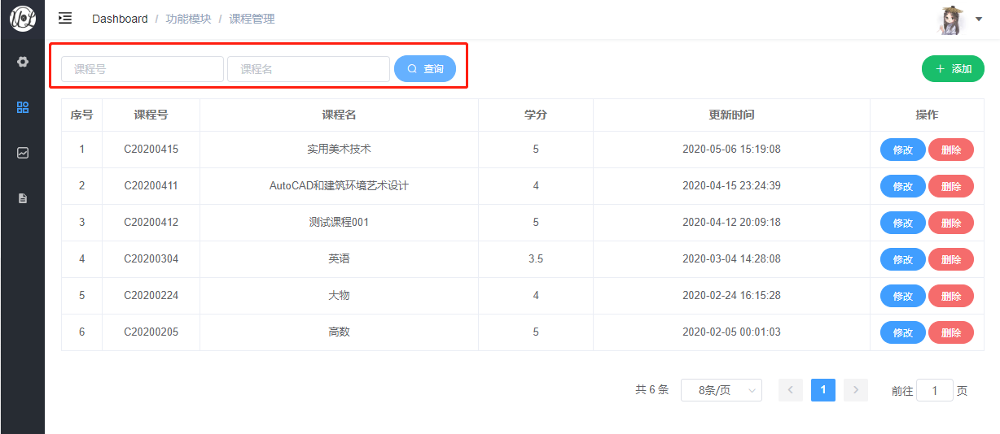 Dashboard / 功能模块 / 课程管理
课程号 课程名 查询 + 添加
序号 课程号 课程名 学分 更新时间 操作
1 C20200415 实用美术技术 5 2020-05-06 15:19:08 修改 删除
2 C20200411 AutoCAD和建筑环境艺术设计 4 2020-04-15 23:24:39 修改 删除
3 C20200412 测试课程001 5 2020-04-12 20:09:18 修改 删除
4 C20200304 英语 3.5 2020-03-04 14:28:08 修改 删除
5 C20200224 大物 4 2020-02-24 16:15:28 修改 删除
6 C20200205 高数 5 2020-02-05 00:01:03 修改 删除
共 6 条 8条/页 < 1 > 前往 1 页